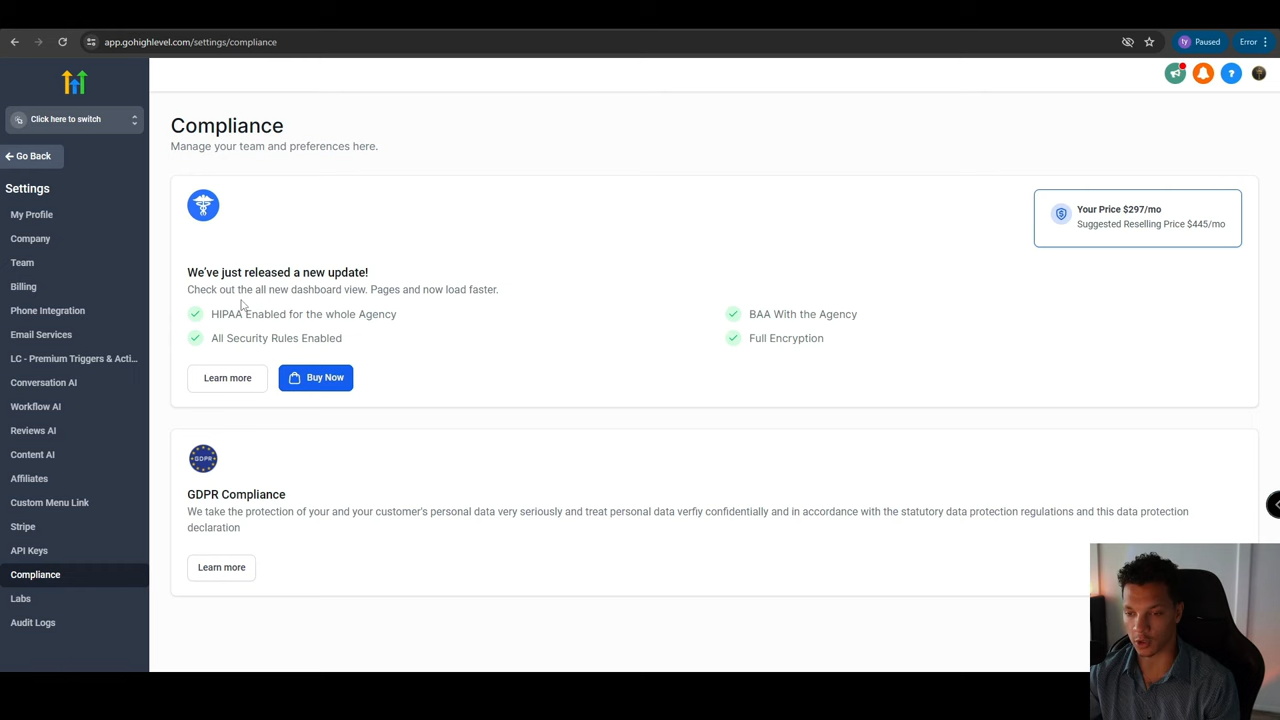 app.gohighlevel.com/settings/compliance
ty
Paused
Error
Click here to switch
Go Back
Settings
My Profile
Company
Team
Billing
Phone Integration
Email Services
LC - Premium Triggers & Acti...
Conversation AI
Workflow AI
Reviews AI
Content AI
Affiliates
Custom Menu Link
Stripe
API Keys
Compliance
Labs
Audit Logs
?
Compliance
Manage your team and preferences here.
Your Price $297/mo
Suggested Reselling Price $445/mo
We've just released a new update!
Check out the all new dashboard view. Pages and now load faster.
HIPAA Enabled for the whole Agency
BAA With the Agency
All Security Rules Enabled
Full Encryption
Learn more
Buy Now
GDPR
GDPR Compliance
We take the protection of your and your customer's personal data very seriously and treat personal data verfiy confidentially and in accordance with the statutory data protection regulations and this data protection
declaration
Learn more